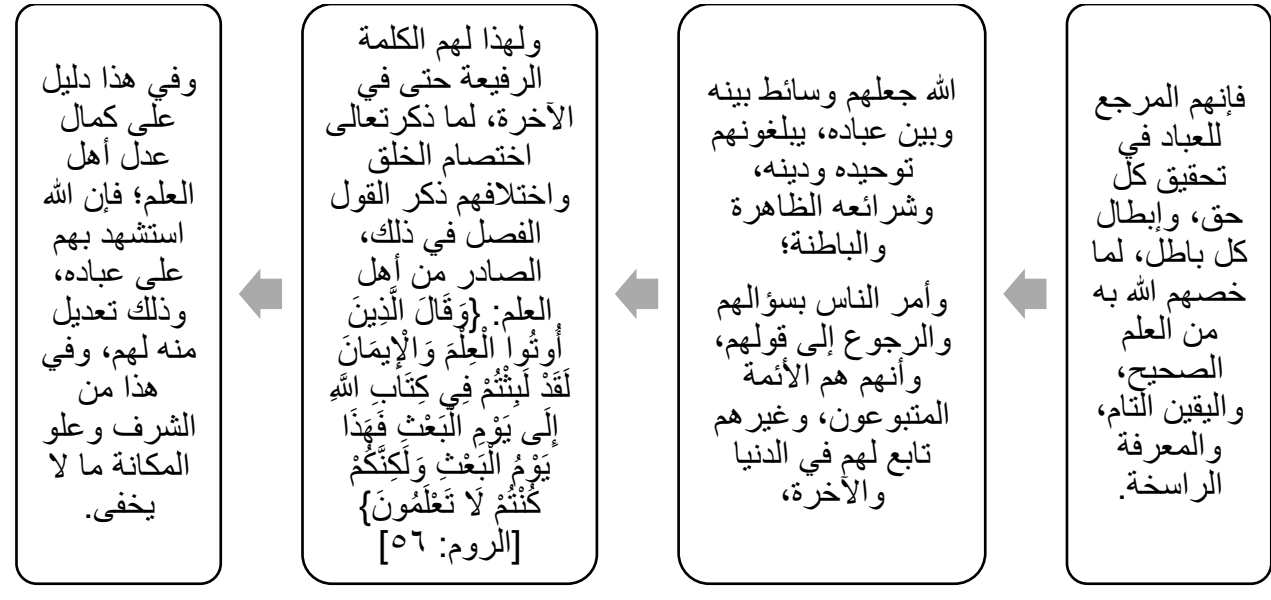 فإنهم المرجع
للعباد في
تحقيق كل
حق، وإبطال
كل باطل، لما
خصهم الله به
من العلم
الصحيح،
واليقين التام،
والمعرفة
الراسخة.
الله جعلهم وسائط بينه
وبين عباده، يبلغونهم
توحيده ودينه،
وشرائعه الظاهرة
والباطنة؛
وأمر الناس بسؤالهم
والرجوع إلى قولهم،
وأنهم هم الأئمة
المتبوعون، وغيرهم
تابع لهم في الدنيا
والآخرة،
ولهذا لهم الكلمة
الرفيعة حتى في
الآخرة، لما ذكرتعالى
اختصام الخلق
واختلافهم ذكر القول
الفصل في ذلك،
الصادر من أهل
العلم: {وَقَالَ الَّذِينَ
أُوتُوا الْعِلْمَ وَالْإِيمَانَ
لَقَدْ لَبِثْتُمْ فِي كِتَابِ اللَّهِ
إِلَى يَوْمِ الْبَعْثِ فَهَذَا
يَوْمُ الْبَعْثِ وَلَكِنَّكُمْ
كُنْتُمْ لَا تَعْلَمُونَ}
[الروم: ٥٦]
وفي هذا دليل
على كمال
عدل أهل
العلم؛ فإن الله
استشهد بهم
على عباده،
وذلك تعديل
منه لهم، وفي
هذا من
الشرف وعلو
المكانة ما لا
يخفى.